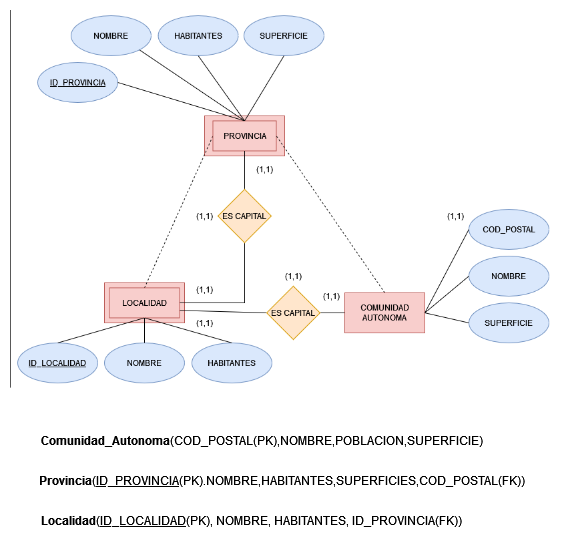 NOMBRE
HABITANTES
SUPERFICIE
ID_PROVINCIA
PROVINCIA
(1,1)
(1,1)
ES CAPITAL
(1,1)
COD_POSTAL
(1,1)
NOMBRE
(1,1)
(1,1)
LOCALIDAD
ES CAPITAL
COMUNIDAD
AUTONOMA
(1,1)
SUPERFICIE
ID_LOCALIDAD
NOMBRE
HABITANTES
Comunidad_Autonoma(COD_POSTAL(PK),NOMBRE,POBLACION,SUPERFICIE)
Provincia(ID_PROVINCIA(PK).NOMBRE,HABITANTES,SUPERFICIES,COD_POSTAL(FK))
Localidad(ID_LOCALIDAD(PK), NOMBRE, HABITANTES, ID_PROVINCIA(FK))